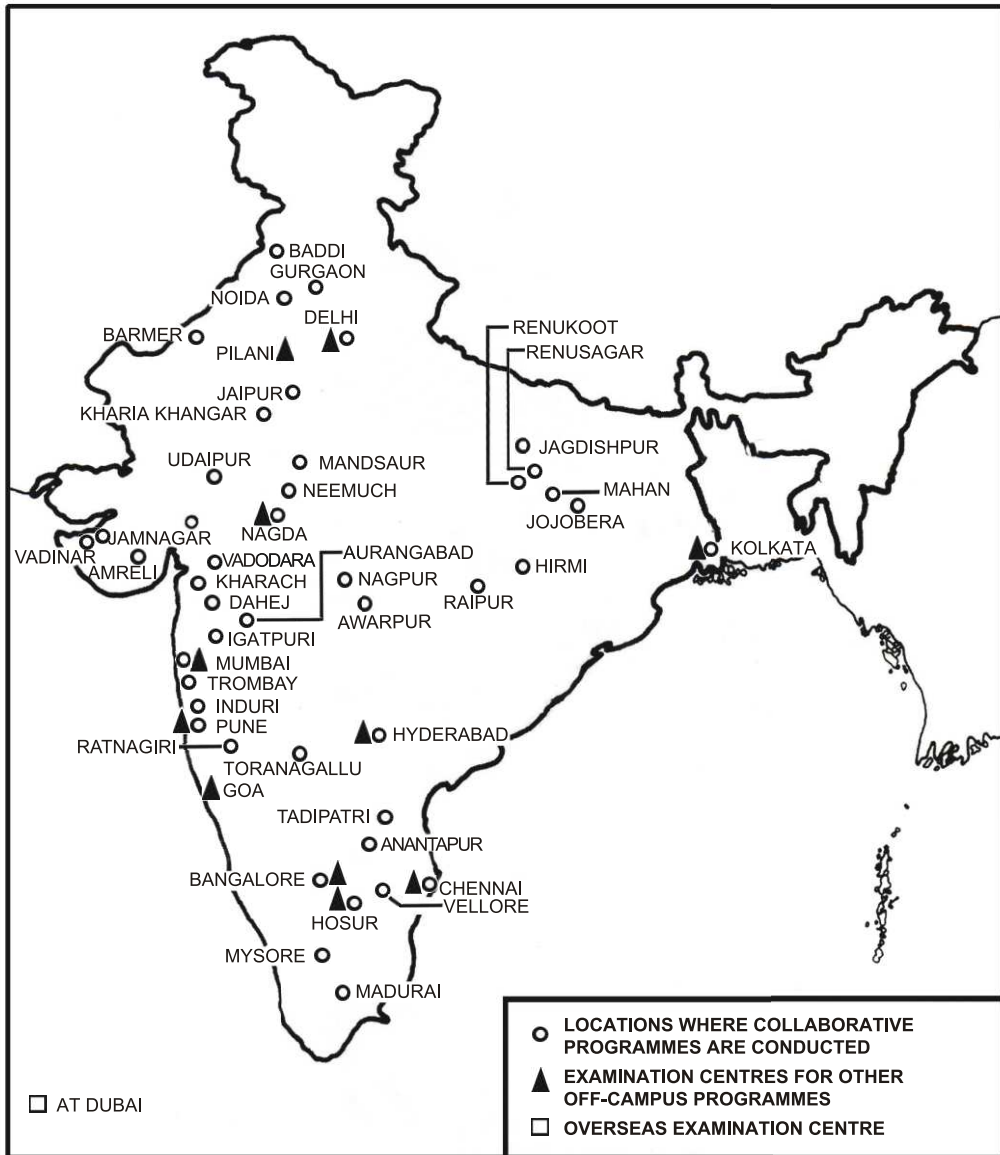 BADDI
GURGAON
NOIDA
DELHI
BARMER
PILANI
RENUKOOT
RENUSAGAR
JAIPUR
KHARIA KHANGAR
JAGDISHPUR
UDAIPUR
MANDSAUR
NEEMUCH
MAHAN
JOJOBERA
NAGDA
JAMNAGAR
VADINAR
AMRELI
KOLKATA
AURANGABAD
VADODARA
HIRMI
KHARACH
NAGPUR
RAIPUR
DAHEJ
AWARPUR
IGATPURI
MUMBAI
TROMBAY
INDURI
PUNE
HYDERABAD
RATNAGIRI
TORANAGALLU
GOA
TADIPATRI
ANANTAPUR
BANGALORE
CHENNAI
VELLORE
HOSUR
MYSORE
MADURAI
LOCATIONS WHERE COLLABORATIVE
PROGRAMMES ARE CONDUCTED
EXAMINATION CENTRES FOR OTHER
OFF-CAMPUS PROGRAMMES
OVERSEAS EXAMINATION CENTRE
AT DUBAI